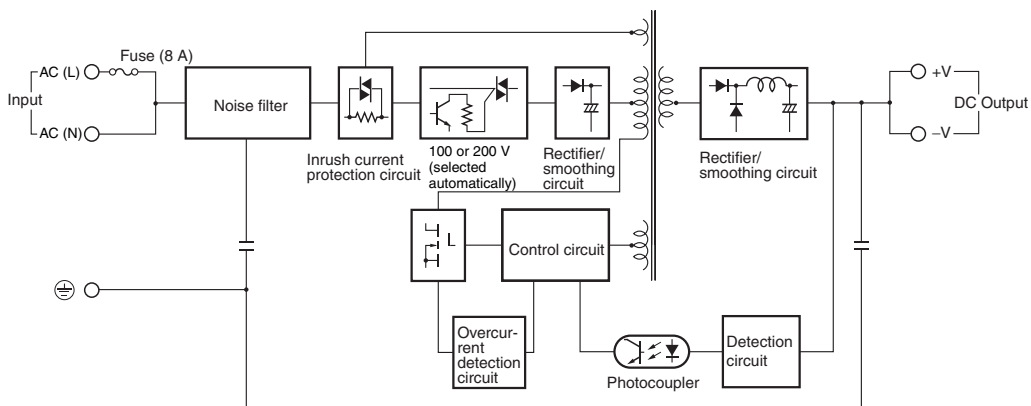 Fuse (8 A)
AC (L)
Input
AC (N)
Noise filter
Inrush current
protection circuit
100 or 200 V
(selected
automatically)
Rectifier/
smoothing
circuit
Rectifier/
smoothing circuit
+V
DC Output
–V
Control circuit
Overcur-
rent
detection
circuit
Photocoupler
Detection
circuit